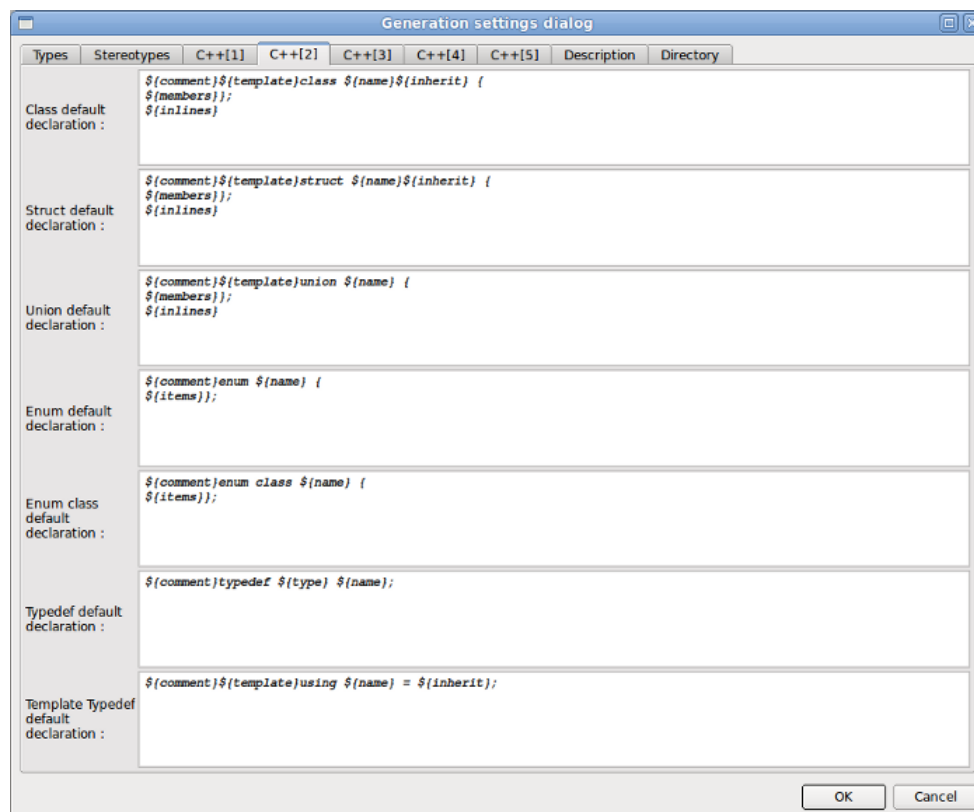 Generation settings dialog
Types Stereotypes C++[1] C++[2] C++[3] C++[4] C++[5] Description Directory
Class default
declaration :
${comment}${template}class ${name}${inherit} {
${members}};
${inlines}
Struct default
declaration :
${comment}${template}struct ${name}${inherit} {
${members}};
${inlines}
Union default
declaration :
${comment}${template}union ${name} {
${members}};
${inlines}
Enum default
declaration :
${comment}enum ${name} {
${items}};
Enum class
default
declaration :
${comment}enum class ${name} {
${items}};
Typedef default
declaration :
${comment}typedef ${type} ${name};
Template Typedef
default
declaration :
${comment}${template}using ${name} = ${inherit};
OK Cancel